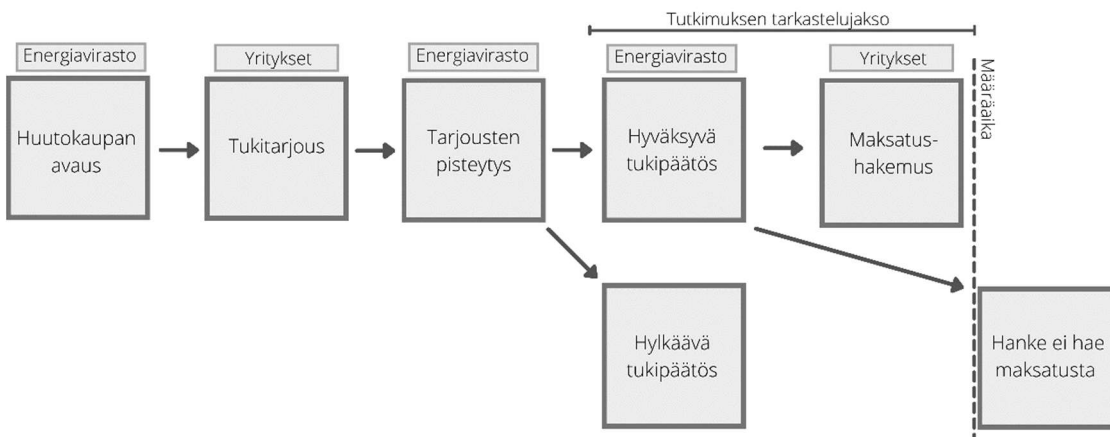 Tutkimuksen tarkastelujakso
Energiavirasto
Yritykset
Energiavirasto
Energiavirasto
Yritykset
Määräaika
Huutokaupan
avaus
Tukitarjous
Tarjousten
pisteytys
Hyväksyvä
tukipäätös
Maksatus-
hakemus
Hylkäävä
tukipäätös
Hanke ei hae
maksatusta